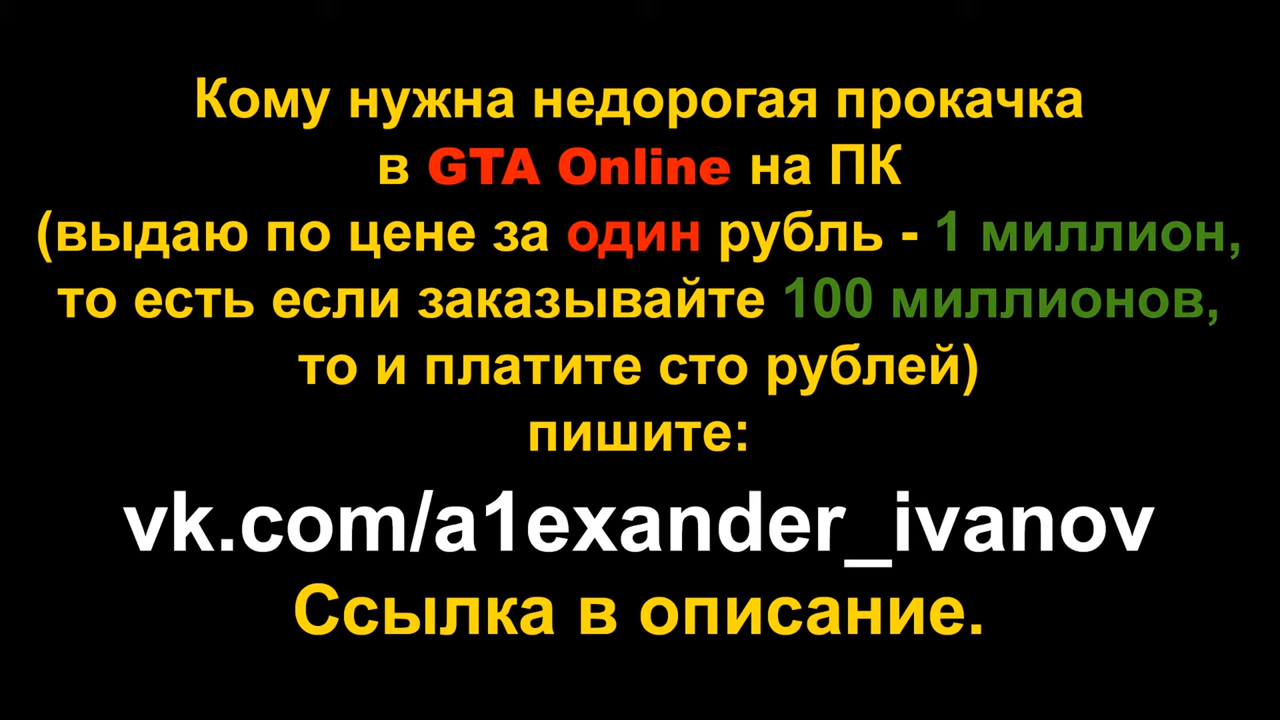 Кому нужна недорогая прокачка
в GTA Online на ПК
(выдаю по цене за один рубль - 1 миллион,
то есть если заказывайте 100 миллионов,
то и платите сто рублей)
пишите:
vk.com/a1exander_ivanov
Ссылка в описание.